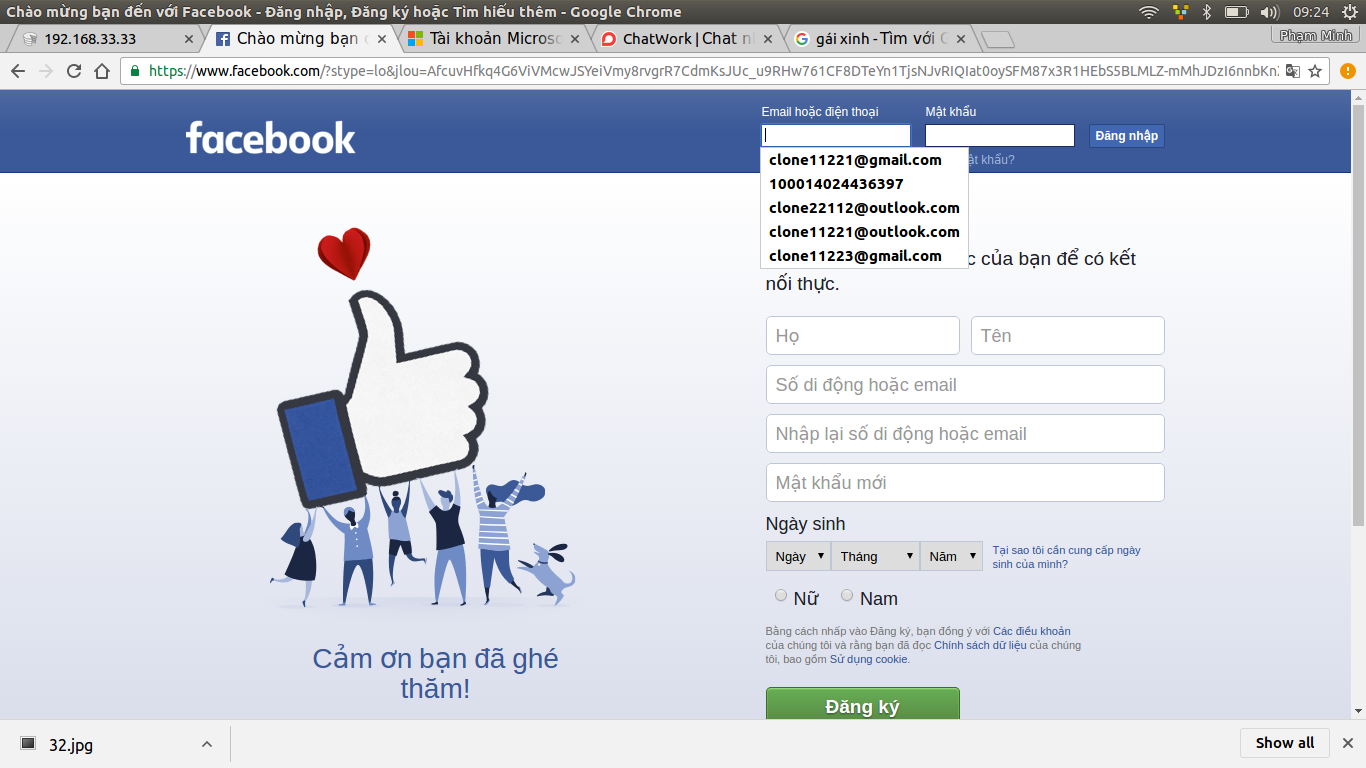 Chào mừng bạn đến với Facebook - Đăng nhập, Đăng ký hoặc Tìm hiểu thêm - Google Chrome
09:24
192.168.33.33
Chào mừng bạn
Tài khoản Micros
ChatWork | Chat n
gái xinh - Tìm với
Phạm Minh
https://www.facebook.com/?stype=lo&jlou=AfcuvHfkq4G6ViVMcwJSYeiVmy8rvgrR7CdmKsJUc_u9RHw761CF8DTeYn1TjsNJvRIQIat0oySFM87x3R1HEbS5BLMLZ-mMhJDzI6nnbKn
facebook
Email hoặc điện thoại
Mật khẩu
Đăng nhập
ật khẩu?
clone11221@gmail.com
100014024436397
clone22112@outlook.com
clone11221@outlook.com
clone11223@gmail.com
c của bạn để có kết
nối thực.
Họ
Tên
Số di động hoặc email
Nhập lại số di động hoặc email
Mật khẩu mới
Ngày sinh
Ngày
Tháng
Năm
Tại sao tôi cần cung cấp ngày
sinh của mình?
Nữ
Nam
Bằng cách nhấp vào Đăng ký, bạn đồng ý với Các điều khoản
của chúng tôi và rằng bạn đã đọc Chính sách dữ liệu của chúng
tôi, bao gồm Sử dụng cookie.
Đăng ký
Cảm ơn bạn đã ghé
thăm!
32.jpg
Show all